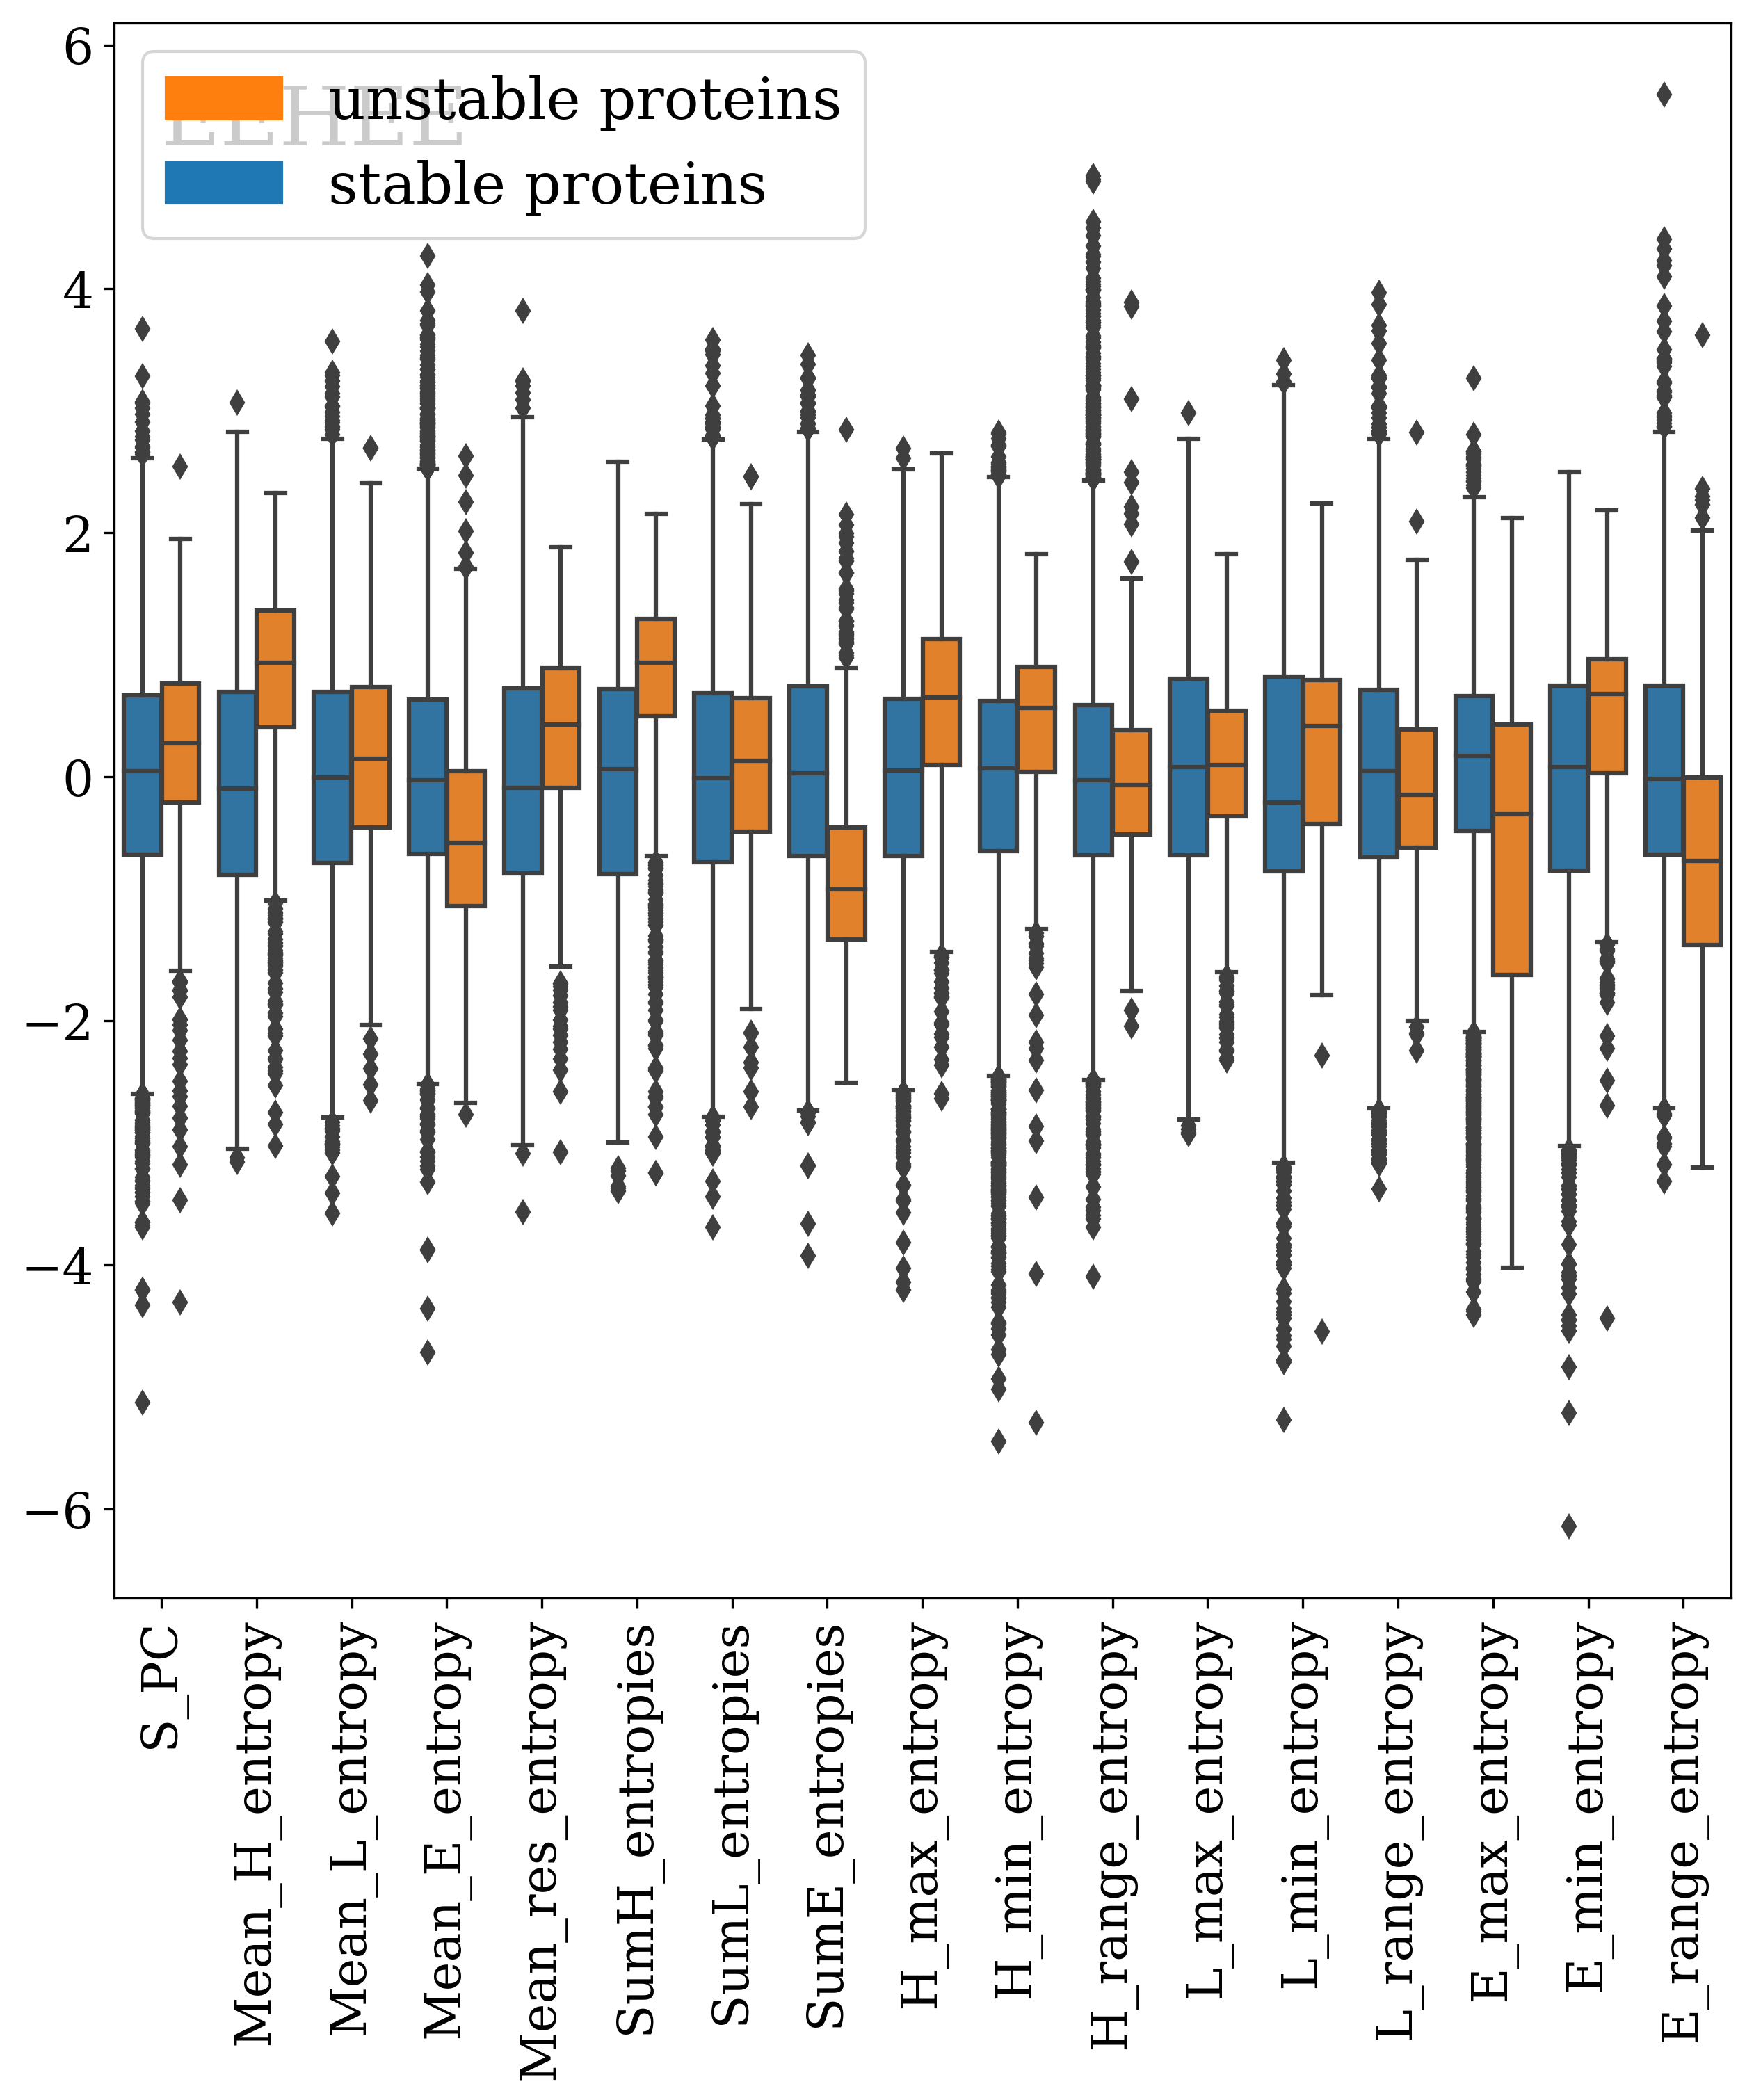 6
4
2
0
−2
−4
−6
EEHEE
unstable proteins
stable proteins
S_PC
Mean_H_entropy
Mean_L_entropy
Mean_E_entropy
Mean_res_entropy
SumH_entropies
SumL_entropies
SumE_entropies
H_max_entropy
H_min_entropy
H_range_entropy
L_max_entropy
L_min_entropy
L_range_entropy
E_max_entropy
E_min_entropy
E_range_entropy